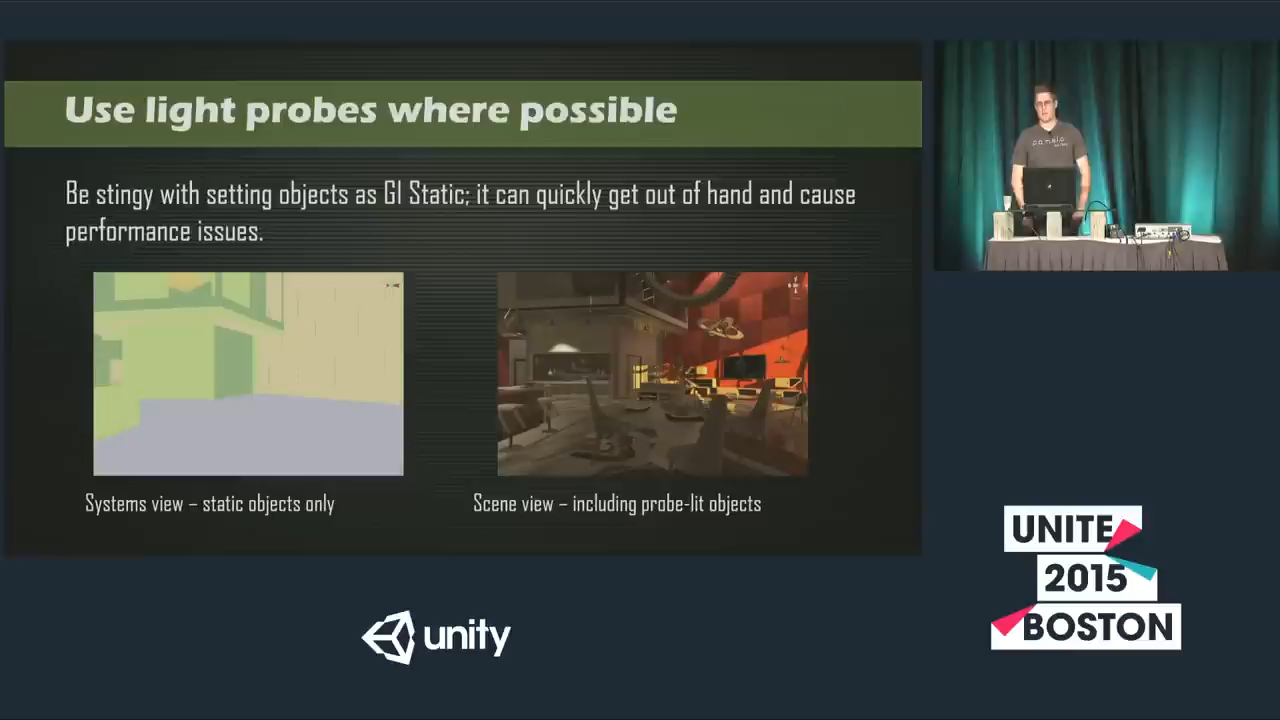 Use light probes where possible
Be stingy with setting objects as GI Static; it can quickly get out of hand and cause
performance issues.
Systems view – static objects only
Scene view – including probe-lit objects
unity
UNITE
2015
BOSTON